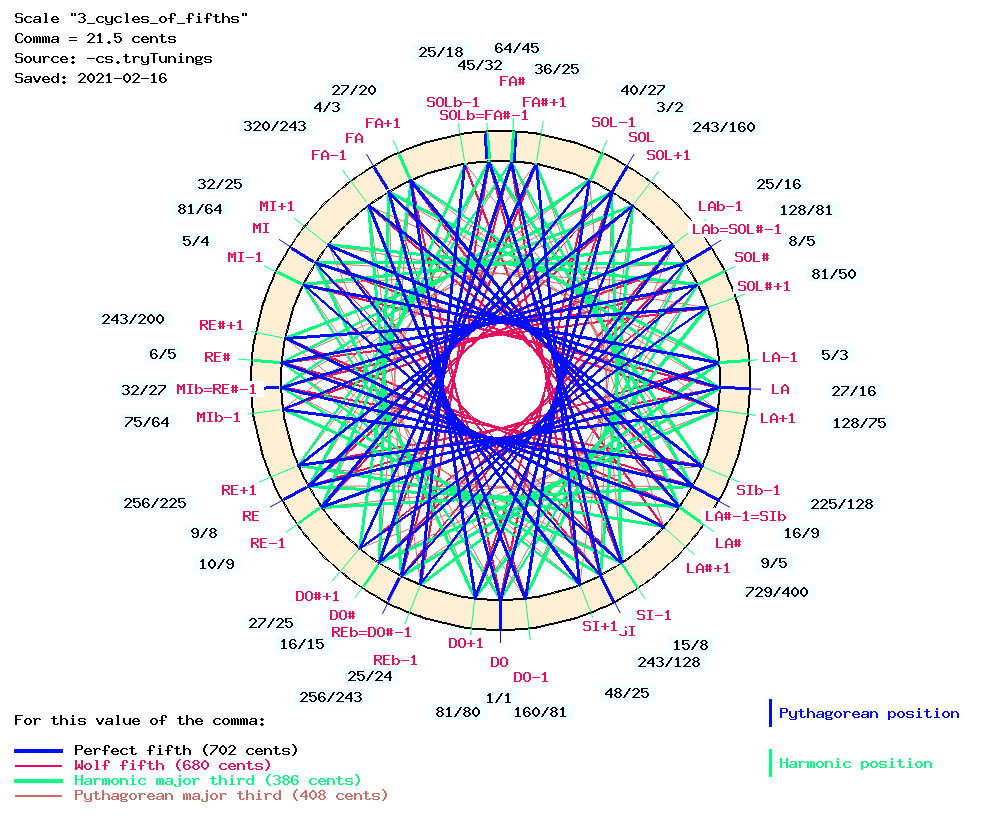 Scale "3_cycles_of_fifths"
Comma = 21.5 cents
Source: -cs.tryTunings
Saved: 2021-02-16
64/45
25/18
45/32
36/25
FA#
27/20
40/27
4/3
SOLb-1
FA#+1
3/2
SOLb=FA#-1
320/243
FA+1
SOL-1
243/160
FA
SOL
FA-1
SOL+1
32/25
25/16
81/64
MI+1
LAb-1
128/81
MI
LAb=SOL#-1
5/4
8/5
MI-1
SOL#
81/50
SOL#+1
243/200
RE#+1
6/5
RE#
LA-1
5/3
32/27
MIb=RE#-1
LA
27/16
75/64
MIb-1
LA+1
128/75
RE+1
SIb-1
256/225
225/128
RE
LA#-1=SIb
9/8
16/9
RE-1
LA#
10/9
9/5
LA#+1
729/400
DO#+1
27/25
DO#
SI-1
REb=DO#-1
SI+1
SI
16/15
DO+1
15/8
REb-1
DO
243/128
25/24
DO-1
256/243
1/1
48/25
81/80
160/81
For this value of the comma:
Pythagorean position
Perfect fifth (702 cents)
Wolf fifth (680 cents)
Harmonic position
Harmonic major third (386 cents)
Pythagorean major third (408 cents)